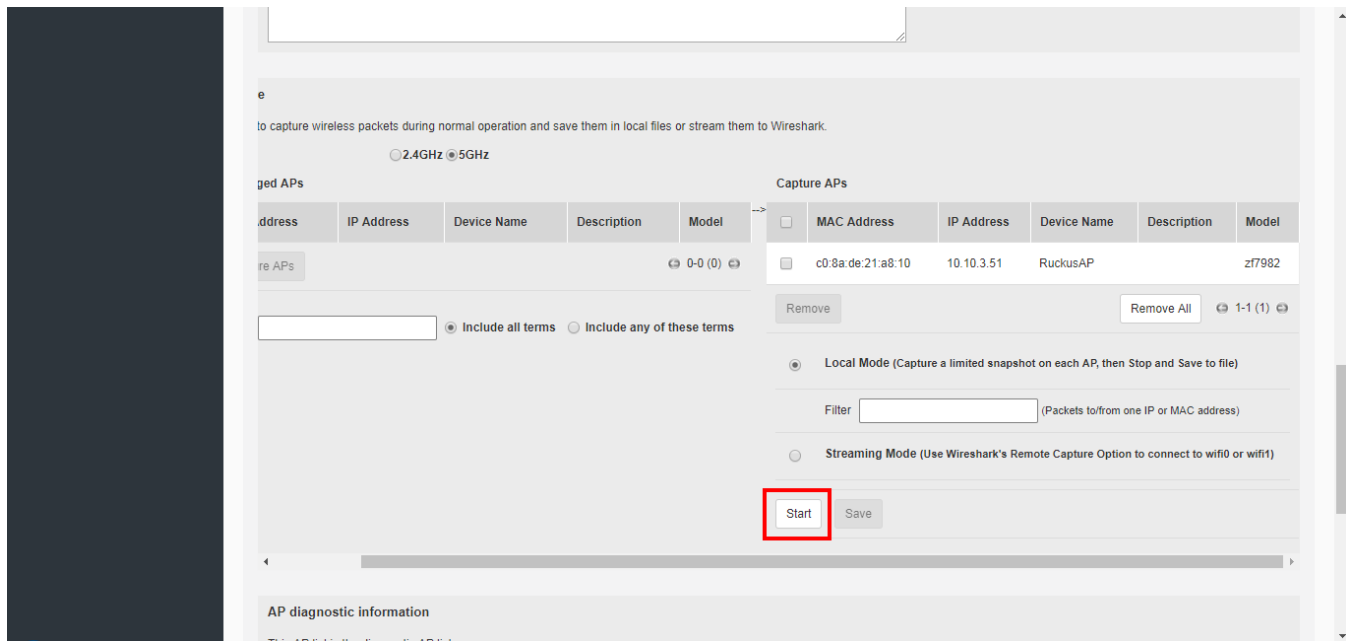 e
to capture wireless packets during normal operation and save them in local files or stream them to Wireshark.
2.4GHz 5GHz
ged APs
Address IP Address Device Name Description Model
re APs 0-0 (0)
Include all terms Include any of these terms
-->
Capture APs
MAC Address IP Address Device Name Description Model
c0:8a:de:21:a8:10 10.10.3.51 RuckusAP zf7982
Remove Remove All 1-1 (1)
Local Mode (Capture a limited snapshot on each AP, then Stop and Save to file)
Filter (Packets to/from one IP or MAC address)
Streaming Mode (Use Wireshark's Remote Capture Option to connect to wifi0 or wifi1)
Start Save
AP diagnostic information